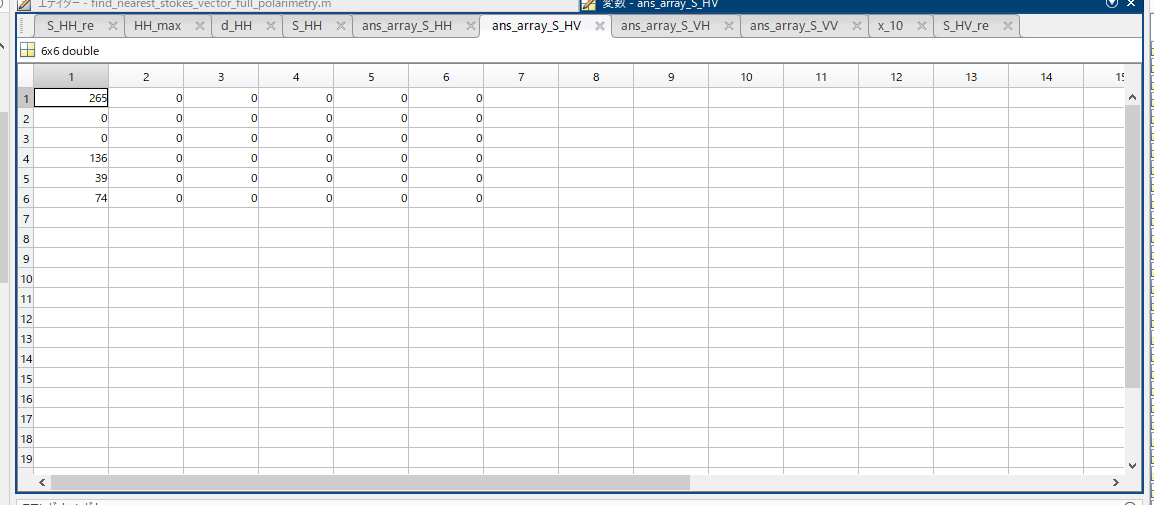 エディター - find_nearest_stokes_vector_full_polarimetry.m
変数 - ans_array_S_HV
S_HH_re HH_max d_HH S_HH ans_array_S_HH ans_array_S_HV ans_array_S_VH ans_array_S_VV x_10 S_HV_re
6x6 double
1 2 3 4 5 6 7 8 9 10 11 12 13 14 15
1 265 0 0 0 0 0
2 0 0 0 0 0 0
3 0 0 0 0 0 0
4 136 0 0 0 0 0
5 39 0 0 0 0 0
6 74 0 0 0 0 0
7
8
9
10
11
12
13
14
15
16
17
18
19